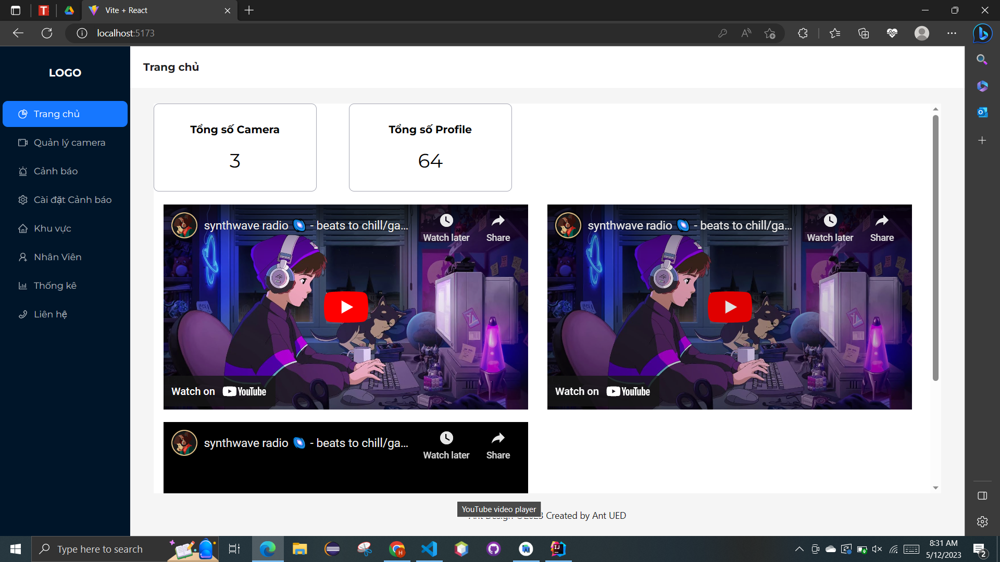 Vite + React
localhost:5173
LOGO
Trang chủ
Quản lý camera
Cảnh báo
Cài đặt Cảnh báo
Khu vực
Nhân Viên
Thống kê
Liên hệ
Trang chủ
Tổng số Camera
3
Tổng số Profile
64
synthwave radio 🌌 - beats to chill/ga...
Watch later
Share
Watch on YouTube
synthwave radio 🌌 - beats to chill/ga...
Watch later
Share
Watch on YouTube
synthwave radio 🌌 - beats to chill/ga...
Watch later
Share
YouTube video player
Ant Design ©2023 Created by Ant UED
Type here to search
8:31 AM
5/12/2023
2